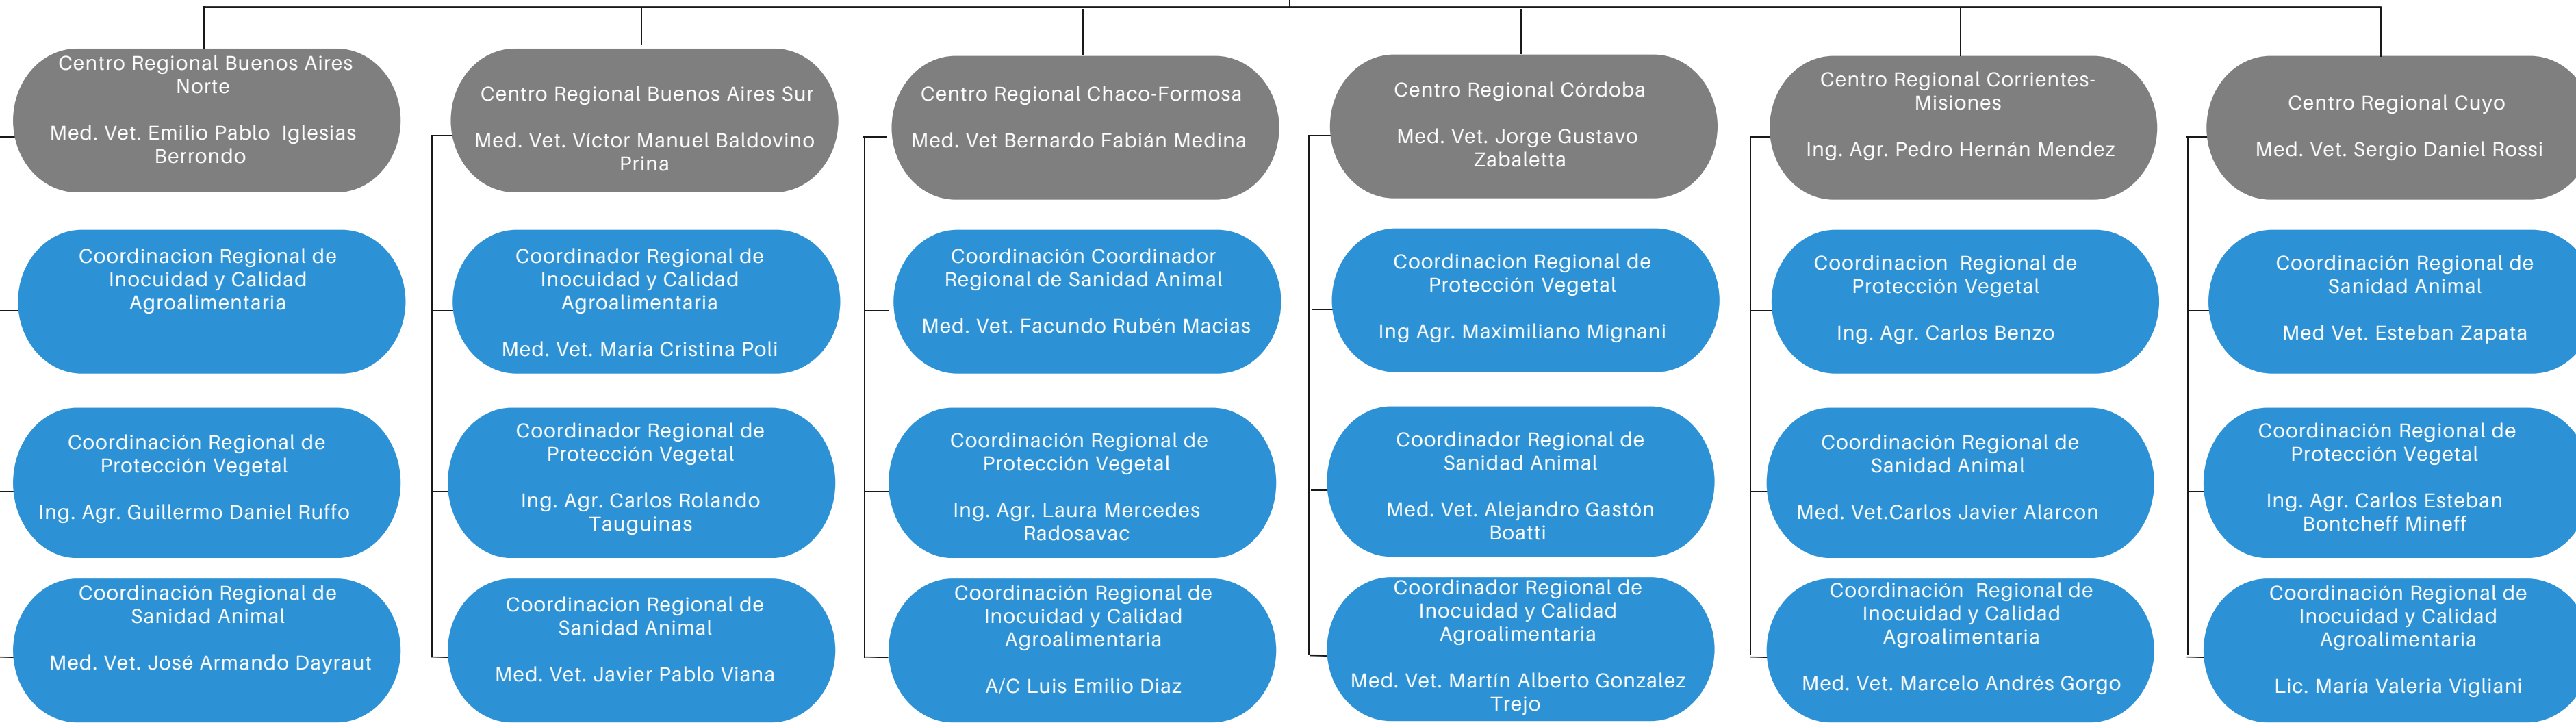 Centro Regional Buenos Aires
Norte
Med. Vet. Emilio Pablo  Iglesias
Berrondo
Coordinacion Regional de
Inocuidad y Calidad
Agroalimentaria
Coordinación Regional de
Protección Vegetal
Ing. Agr. Guillermo Daniel Ruffo
Coordinación Regional de
Sanidad Animal
Med. Vet. José Armando Dayraut
Centro Regional Buenos Aires Sur
Med. Vet. Víctor Manuel Baldovino
Prina
Coordinador Regional de
Inocuidad y Calidad
Agroalimentaria
Med. Vet. María Cristina Poli
Coordinador Regional de
Protección Vegetal
Ing. Agr. Carlos Rolando
Tauguinas
Coordinacion Regional de
Sanidad Animal
Med. Vet. Javier Pablo Viana
Centro Regional Chaco-Formosa
Med. Vet Bernardo Fabián Medina
Coordinación Coordinador
Regional de Sanidad Animal
Med. Vet. Facundo Rubén Macias
Coordinación Regional de
Protección Vegetal
Ing. Agr. Laura Mercedes
Radosavac
Coordinación Regional de
Inocuidad y Calidad
Agroalimentaria
A/C Luis Emilio Diaz
Centro Regional Córdoba
Med. Vet. Jorge Gustavo
Zabaletta
Coordinacion Regional de
Protección Vegetal
Ing Agr. Maximiliano Mignani
Coordinador Regional de
Sanidad Animal
Med. Vet. Alejandro Gastón
Boatti
Coordinador Regional de
Inocuidad y Calidad
Agroalimentaria
Med. Vet. Martín Alberto Gonzalez
Trejo
Centro Regional Corrientes-
Misiones
Ing. Agr. Pedro Hernán Mendez
Coordinacion  Regional de
Protección Vegetal
Ing. Agr. Carlos Benzo
Coordinación Regional de
Sanidad Animal
Med. Vet.Carlos Javier Alarcon
Coordinación  Regional de
Inocuidad y Calidad
Agroalimentaria
Med. Vet. Marcelo Andrés Gorgo
Centro Regional Cuyo
Med. Vet. Sergio Daniel Rossi
Coordinación Regional de
Sanidad Animal
Med Vet. Esteban Zapata
Coordinación Regional de
Protección Vegetal
Ing. Agr. Carlos Esteban
Bontcheff Mineff
Coordinación Regional de
Inocuidad y Calidad
Agroalimentaria
Lic. María Valeria Vigliani